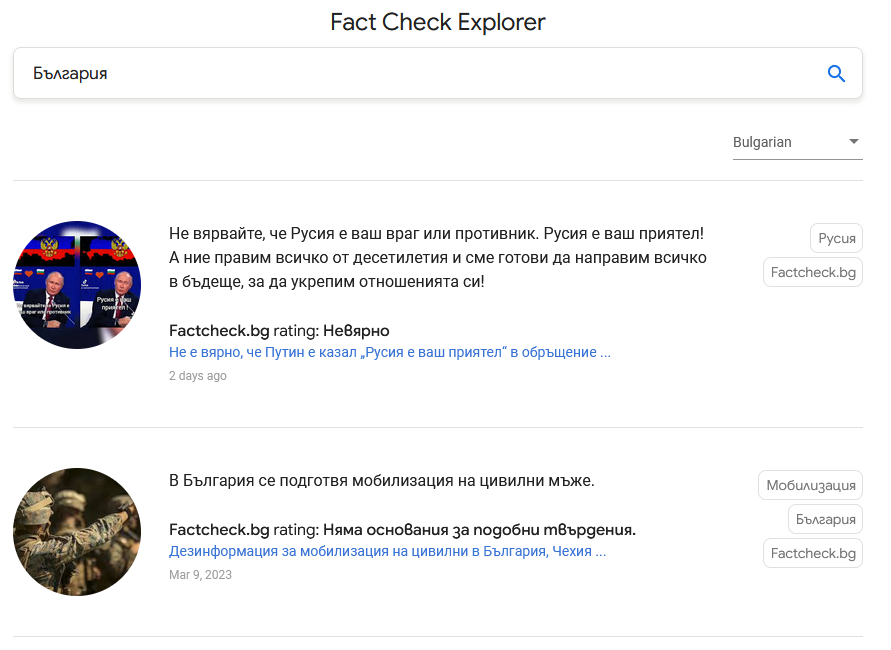 Fact Check Explorer
България
Bulgarian
Не вярвайте, че Русия е ваш враг или противник. Русия е ваш приятел!
А ние правим всичко от десетилетия и сме готови да направим всичко
в бъдеще, за да укрепим отношенията си!
Русия
Factcheck.bg
Factcheck.bg rating: Невярно
Не е вярно, че Путин е казал „Русия е ваш приятел“ в обръщение ...
2 days ago
В България се подготвя мобилизация на цивилни мъже.
Мобилизация
България
Factcheck.bg
Factcheck.bg rating: Няма основания за подобни твърдения.
Дезинформация за мобилизация на цивилни в България, Чехия ...
Mar 9, 2023